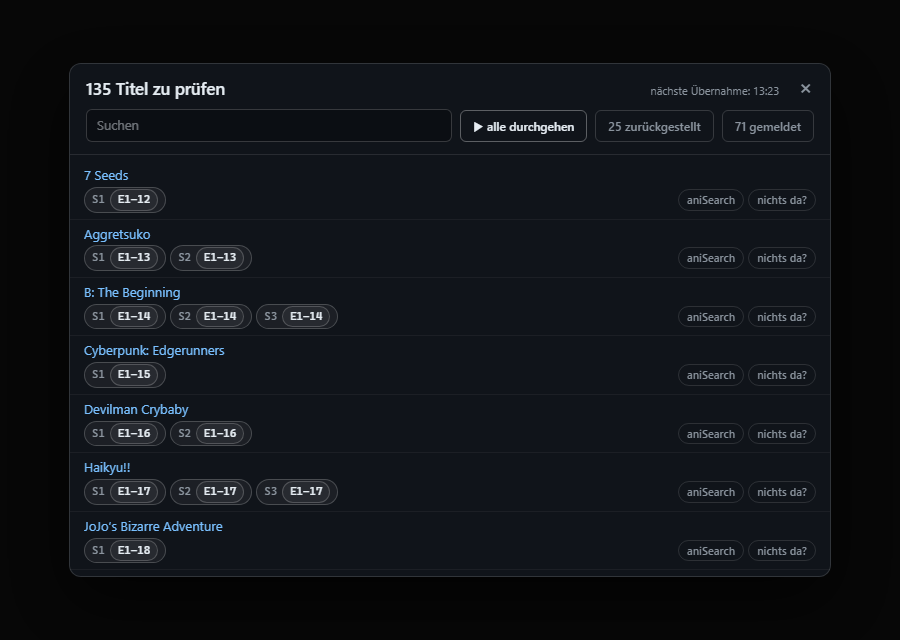 135 Titel zu prüfen
nächste Übernahme: 13:23 ×
Suchen
▶ alle durchgehen
25 zurückgestellt
71 gemeldet
7 Seeds
S1 E1–12 aniSearch nichts da?
Aggretsuko
S1 E1–13 S2 E1–13 aniSearch nichts da?
B: The Beginning
S1 E1–14 S2 E1–14 S3 E1–14 aniSearch nichts da?
Cyberpunk: Edgerunners
S1 E1–15 aniSearch nichts da?
Devilman Crybaby
S1 E1–16 S2 E1–16 aniSearch nichts da?
Haikyu!!
S1 E1–17 S2 E1–17 S3 E1–17 aniSearch nichts da?
JoJo's Bizarre Adventure
S1 E1–18 aniSearch nichts da?